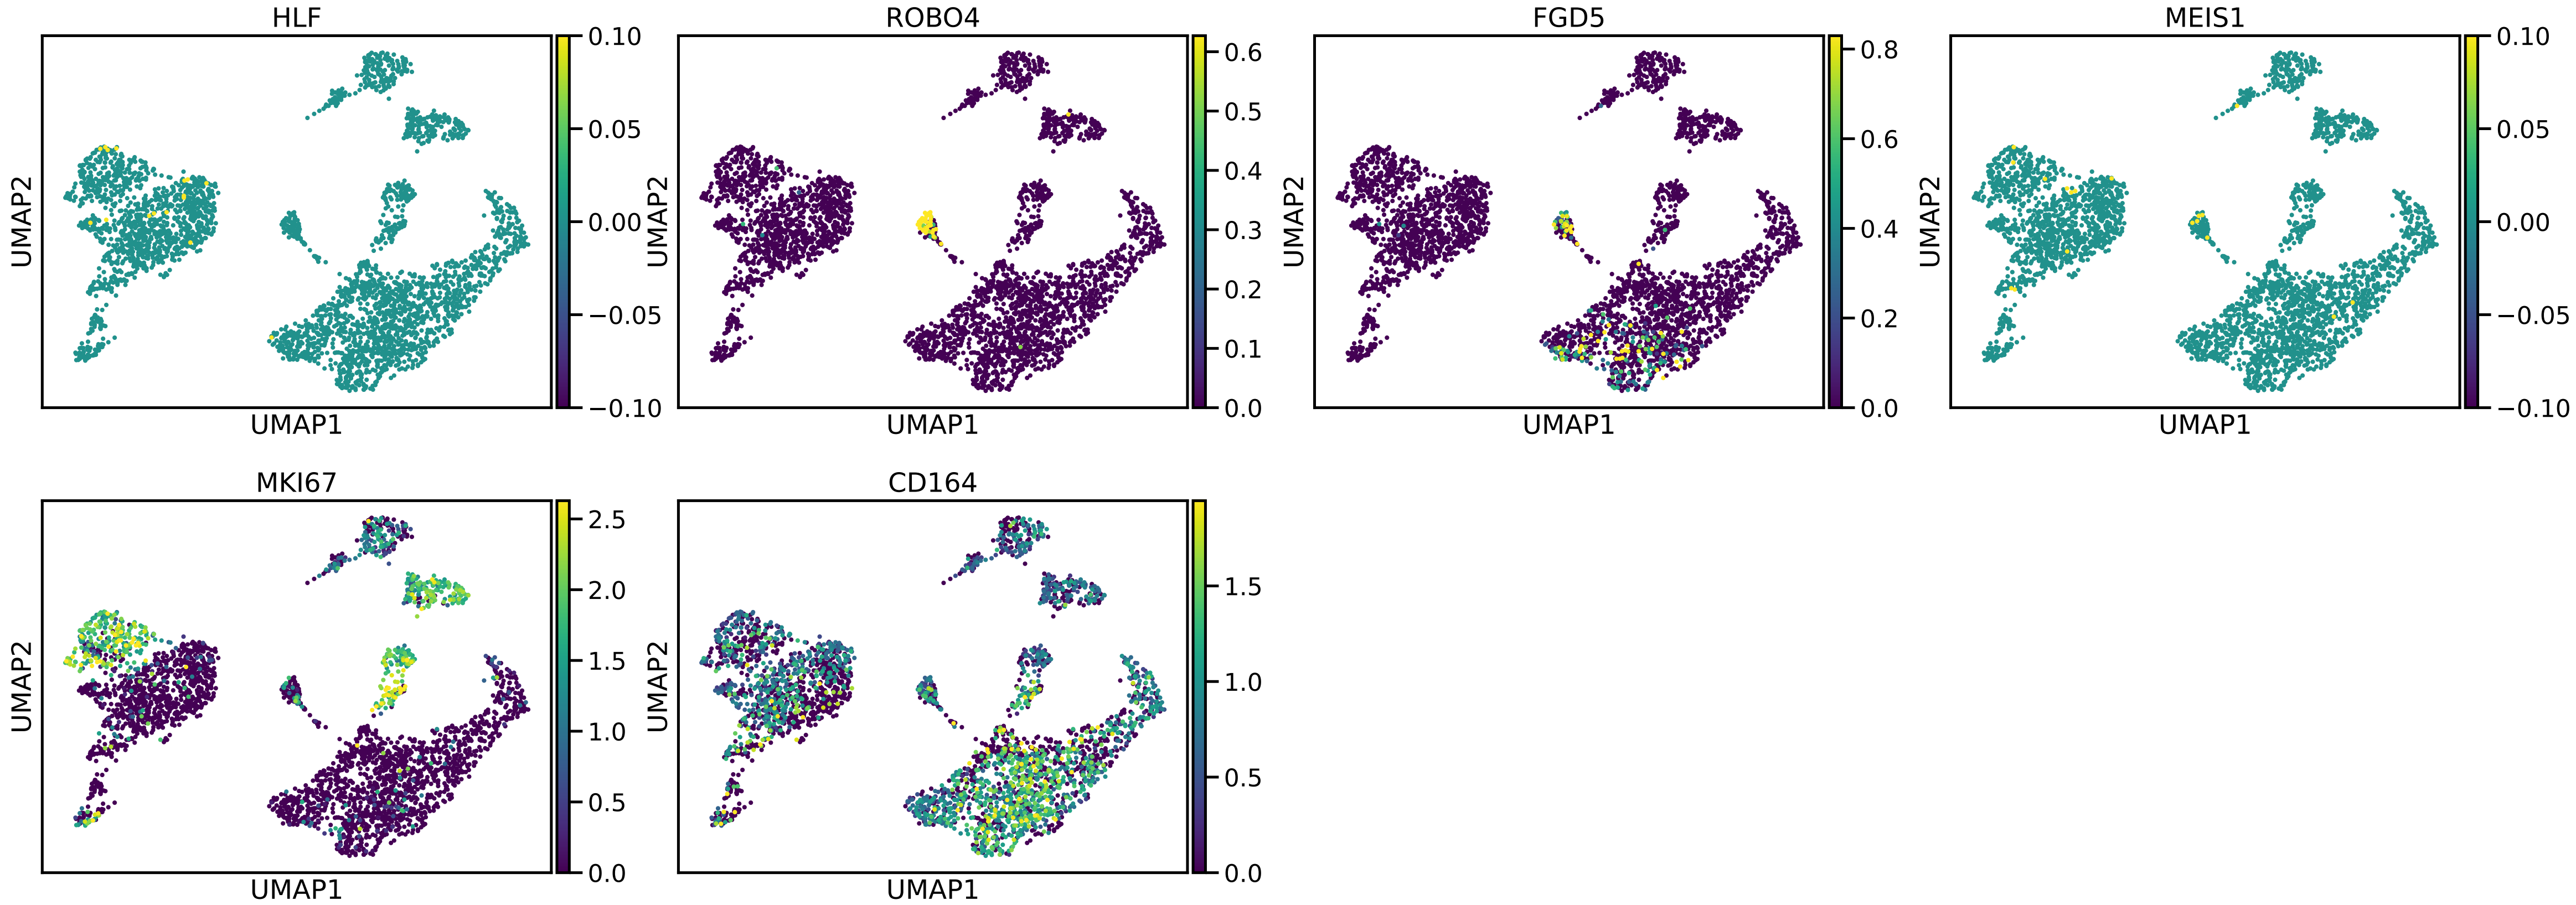 HLF
UMAP2
UMAP1
0.10
0.05
0.00
−0.05
−0.10
ROBO4
UMAP2
UMAP1
0.6
0.5
0.4
0.3
0.2
0.1
0.0
FGD5
UMAP2
UMAP1
0.8
0.6
0.4
0.2
0.0
MEIS1
UMAP2
UMAP1
0.10
0.05
0.00
−0.05
−0.10
MKI67
UMAP2
UMAP1
2.5
2.0
1.5
1.0
0.5
0.0
CD164
UMAP2
UMAP1
1.5
1.0
0.5
0.0